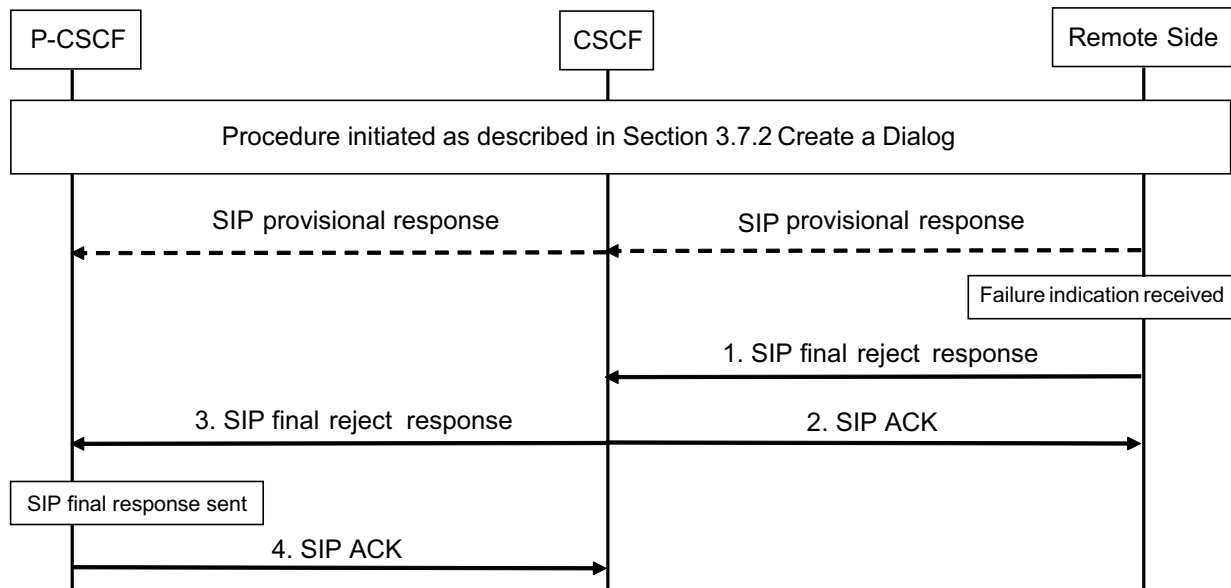 P-CSCF
CSCF
Remote Side
Procedure initiated as described in Section 3.7.2 Create a Dialog
SIP provisional response
SIP provisional response
Failure indication received
1. SIP final reject response
3. SIP final reject response
2. SIP ACK
SIP final response sent
4. SIP ACK